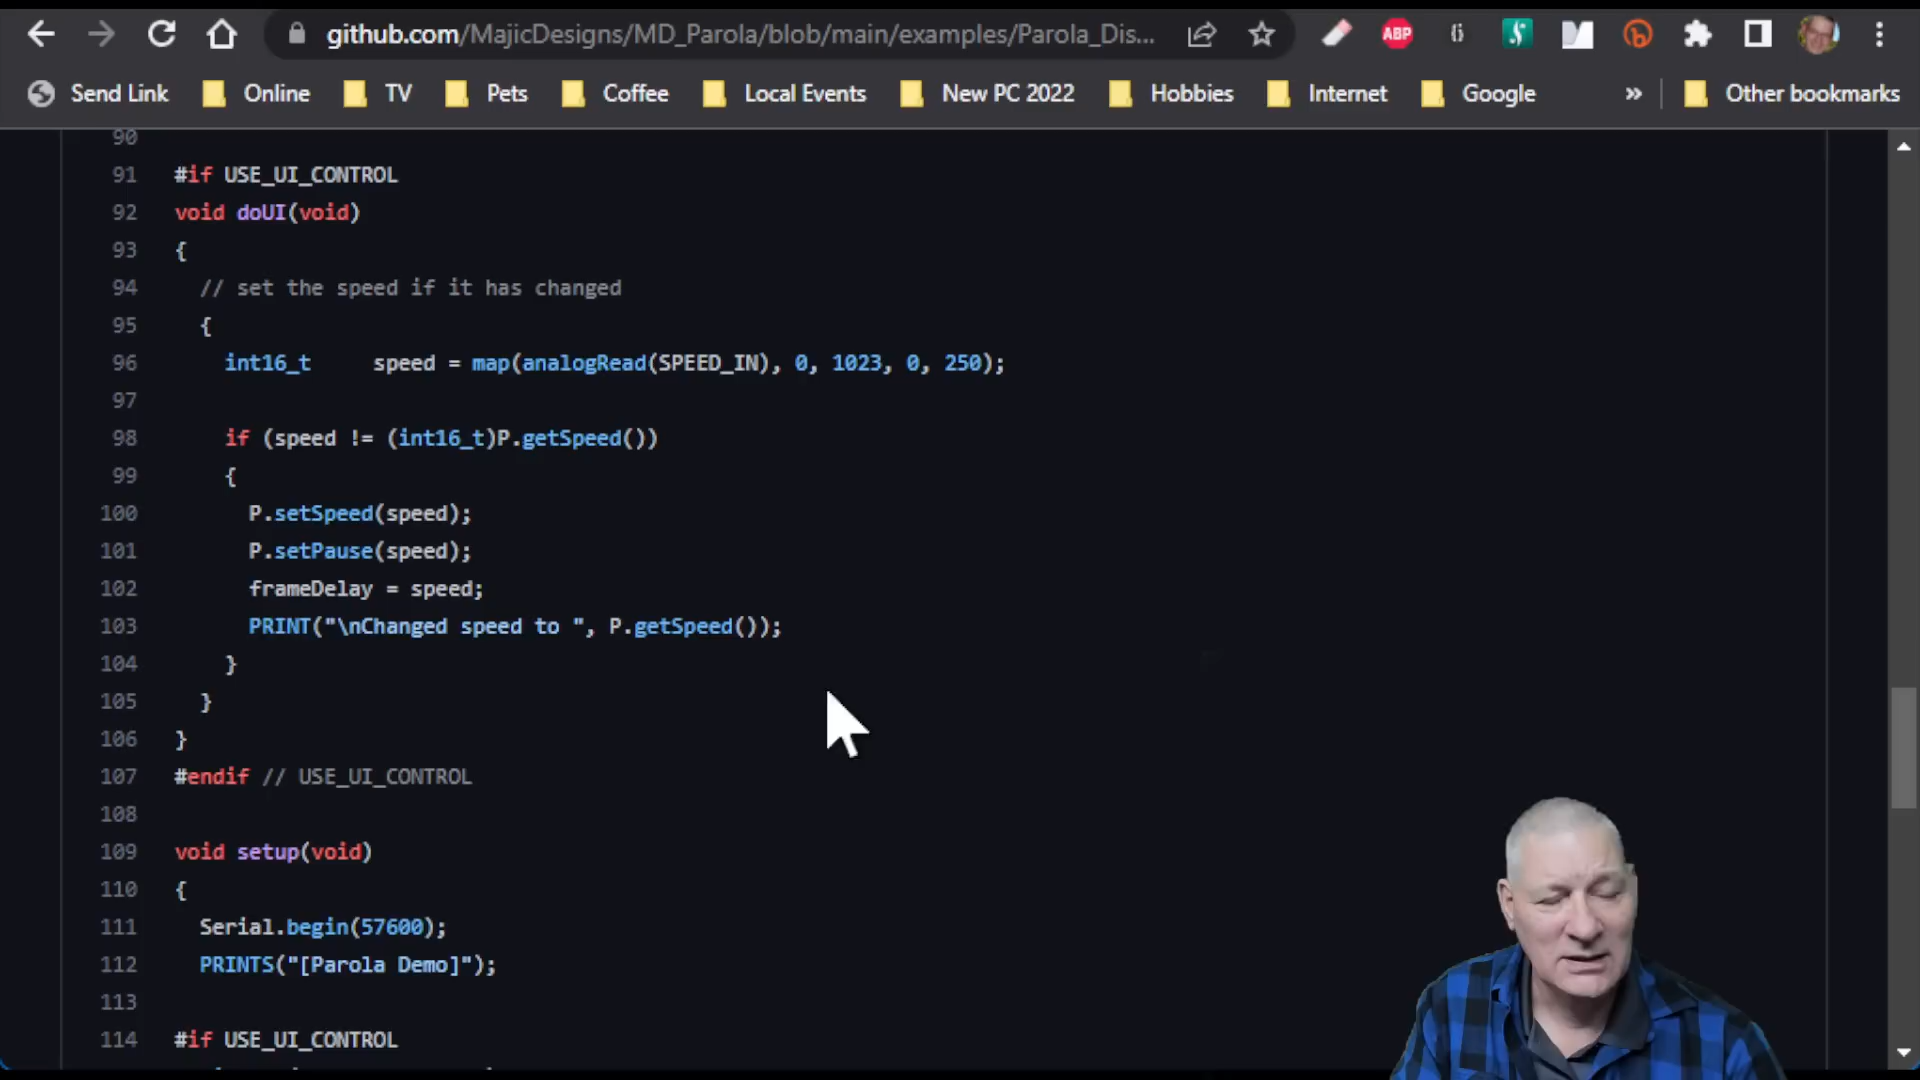 github.com/MajicDesigns/MD_Parola/blob/main/examples/Parola_Dis...
ABP
Send Link
Online
TV
Pets
Coffee
Local Events
New PC 2022
Hobbies
Internet
Google
»
Other bookmarks
90
91 #if USE_UI_CONTROL
92 void doUI(void)
93 {
94 // set the speed if it has changed
95 {
96 int16_t speed = map(analogRead(SPEED_IN), 0, 1023, 0, 250);
97
98 if (speed != (int16_t)P.getSpeed())
99 {
100 P.setSpeed(speed);
101 P.setPause(speed);
102 frameDelay = speed;
103 PRINT("\nChanged speed to ", P.getSpeed());
104 }
105 }
106 }
107 #endif // USE_UI_CONTROL
108
109 void setup(void)
110 {
111 Serial.begin(57600);
112 PRINTS("[Parola Demo]");
113
114 #if USE_UI_CONTROL